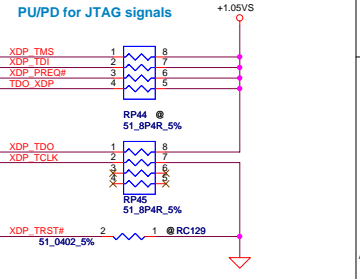 PU/PD for JTAG signals
+1.05VS
XDP_TMS 1 8
XDP_TDI 2 7
XDP_PREQ# 3 6
TDO_XDP 4 5
RP44 @
51_8P4R_5%
XDP_TDO 1 8
XDP_TCLK 2 7
3 6
4 5
RP45
51_8P4R_5%
XDP_TRST# 2 1 @ RC129
51_0402_5%